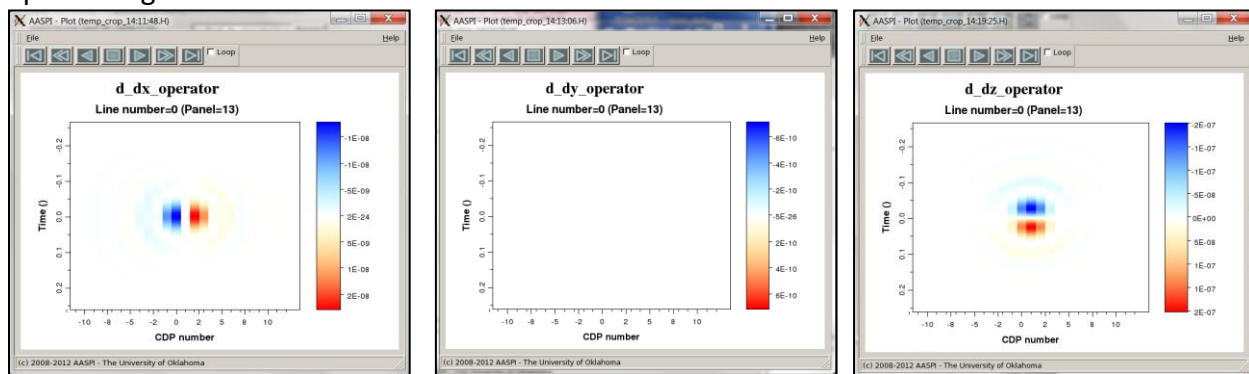 AASPI - Plot (temp_crop_14:11:48.H)
File Help
Loop
d_dx_operator
Line number=0 (Panel=13)
-0.2
-0.1
0.0
0.1
0.2
Time ()
-10 -8 -5 -2 0 2 5 8 10
CDP number
-1E-08
-1E-08
-5E-09
2E-24
5E-09
1E-08
2E-08
(c) 2008-2012 AASPI - The University of Oklahoma
AASPI - Plot (temp_crop_14:13:06.H)
File Help
Loop
d_dy_operator
Line number=0 (Panel=13)
-0.2
-0.1
0.0
0.1
0.2
Time ()
-10 -8 -5 -2 0 2 5 8 10
CDP number
-6E-10
-4E-10
-2E-10
-5E-26
2E-10
4E-10
6E-10
(c) 2008-2012 AASPI - The University of Oklahoma
AASPI - Plot (temp_crop_14:19:25.H)
File Help
Loop
d_dz_operator
Line number=0 (Panel=13)
-0.2
-0.1
0.0
0.1
0.2
Time ()
-10 -8 -5 -2 0 2 5 8 10
CDP number
-2E-07
-1E-07
-1E-07
-5E-08
0E+00
5E-08
1E-07
1E-07
2E-07
(c) 2008-2012 AASPI - The University of Oklahoma